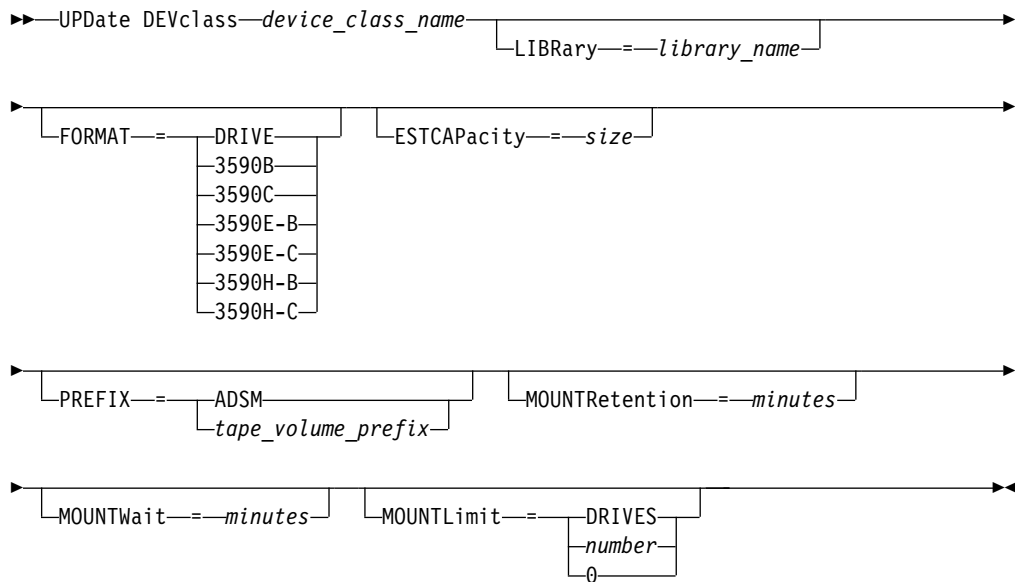 UPDate DEVclass device_class_name
LIBRary = library_name
FORMAT = DRIVE
3590B
3590C
3590E-B
3590E-C
3590H-B
3590H-C
ESTCAPacity = size
PREFIX = ADSM
tape_volume_prefix
MOUNTRetention = minutes
MOUNTWait = minutes
MOUNTLimit = DRIVES
number
0